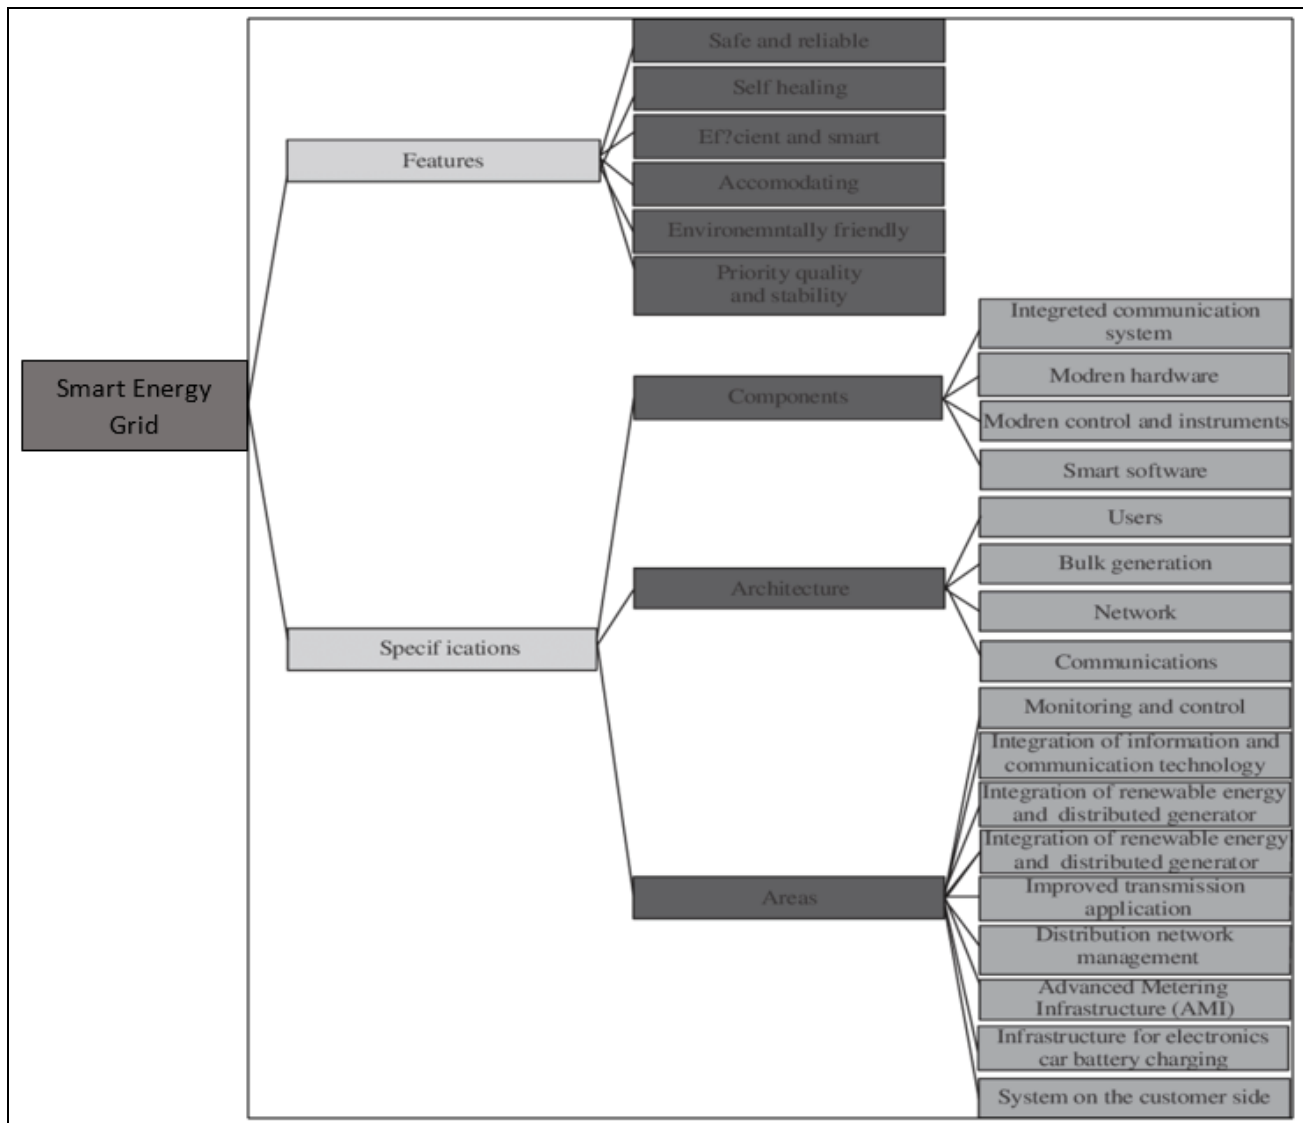 Smart Energy
Grid
Features
Safe and reliable
Self healing
Ef?cient and smart
Accomodating
Environemntally friendly
Priority quality
and stability
Specif ications
Components
Integreted communication
system
Modren hardware
Modren control and instruments
Smart software
Architecture
Users
Bulk generation
Network
Communications
Areas
Monitoring and control
Integration of information and
communication technology
Integration of renewable energy
and distributed generator
Integration of renewable energy
and distributed generator
Improved transmission
application
Distribution network
management
Advanced Metering
Infrastructure (AMI)
Infrastructure for electronics
car battery charging
System on the customer side